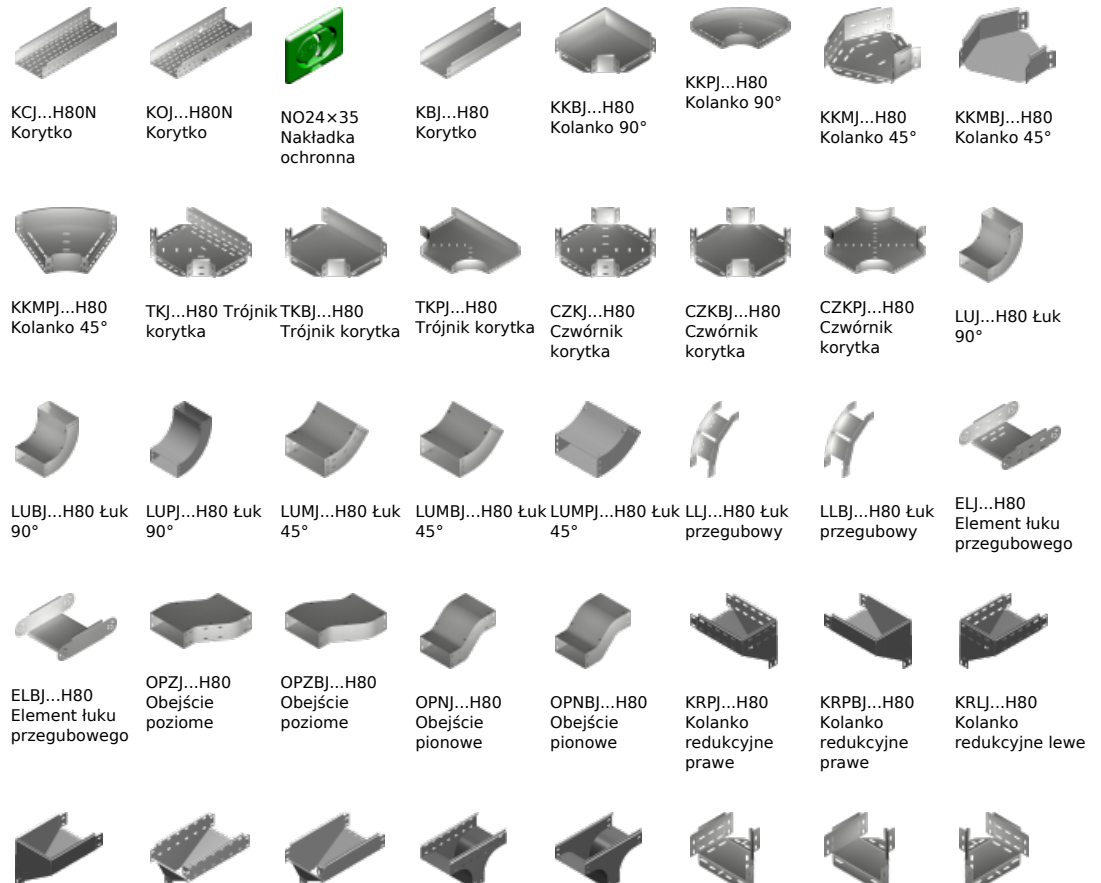 KCJ...H80N
Korytko
KOJ...H80N
Korytko
NO24×35
Nakładka
ochronna
KBJ...H80
Korytko
KKBJ...H80
Kolanko 90°
KKPJ...H80
Kolanko 90°
KKMJ...H80
Kolanko 45°
KKMBJ...H80
Kolanko 45°
KKMPJ...H80
Kolanko 45°
TKJ...H80 Trójnik
korytka
TKBJ...H80
Trójnik korytka
TKPJ...H80
Trójnik korytka
CZKJ...H80
Czwórnik
korytka
CZKBJ...H80
Czwórnik
korytka
CZKPJ...H80
Czwórnik
korytka
LUJ...H80 Łuk
90°
LUBJ...H80 Łuk
90°
LUPJ...H80 Łuk
90°
LUMJ...H80 Łuk
45°
LUMBJ...H80 Łuk
45°
LUMPJ...H80 Łuk
45°
LLJ...H80 Łuk
przegubowy
LLBJ...H80 Łuk
przegubowy
ELJ...H80
Element łuku
przegubowego
ELBJ...H80
Element łuku
przegubowego
OPZJ...H80
Obejście
poziome
OPZBJ...H80
Obejście
poziome
OPNJ...H80
Obejście
pionowe
OPNBJ...H80
Obejście
pionowe
KRPJ...H80
Kolanko
redukcyjne
prawe
KRPBJ...H80
Kolanko
redukcyjne
prawe
KRLJ...H80
Kolanko
redukcyjne lewe